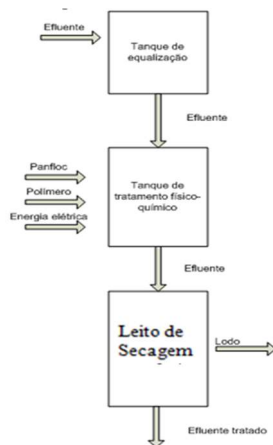 Efluente
Tanque de
equalização
Efluente
Panfloc
Polímero
Energia elétrica
Tanque de
tratamento físico-
químico
Efluente
Leito de
Secagem
Lodo
Efluente tratado